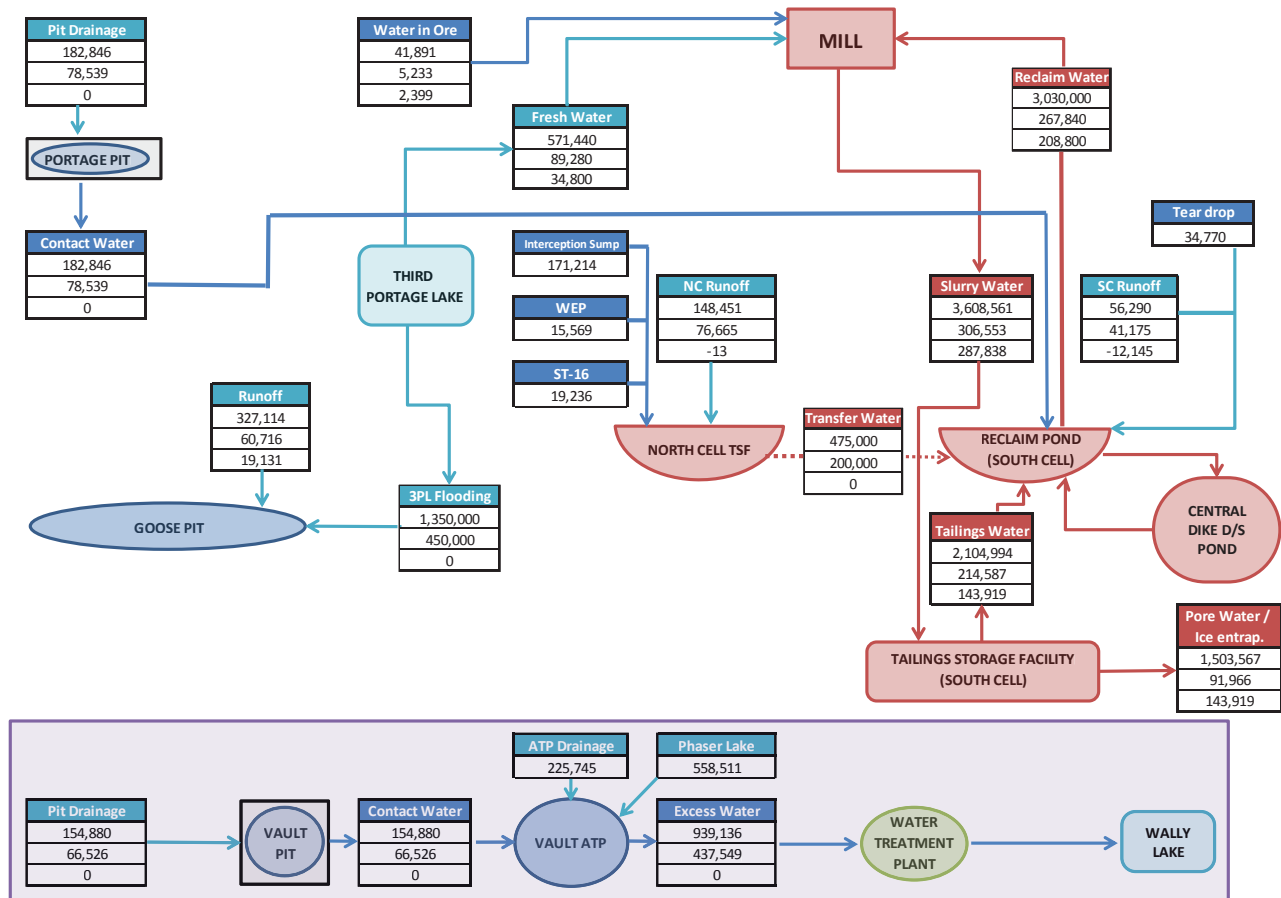 Pit Drainage
182,846
78,539
0
PORTAGE PIT
Contact Water
182,846
78,539
0
Water in Ore
41,891
5,233
2,399
MILL
Reclaim Water
3,030,000
267,840
208,800
Fresh Water
571,440
89,280
34,800
THIRD
PORTAGE LAKE
Interception Sump
171,214
WEP
15,569
ST-16
19,236
NC Runoff
148,451
76,665
-13
Slurry Water
3,608,561
306,553
287,838
Tear drop
34,770
SC Runoff
56,290
41,175
-12,145
Runoff
327,114
60,716
19,131
GOOSE PIT
3PL Flooding
1,350,000
450,000
0
NORTH CELL TSF
Transfer Water
475,000
200,000
0
RECLAIM POND
(SOUTH CELL)
CENTRAL
DIKE D/S
POND
Tailings Water
2,104,994
214,587
143,919
TAILINGS STORAGE FACILITY
(SOUTH CELL)
Pore Water /
Ice entrap.
1,503,567
91,966
143,919
ATP Drainage
225,745
Phaser Lake
558,511
Pit Drainage
154,880
66,526
0
VAULT
PIT
Contact Water
154,880
66,526
0
VAULT ATP
Excess Water
939,136
437,549
0
WATER
TREATMENT
PLANT
WALLY
LAKE